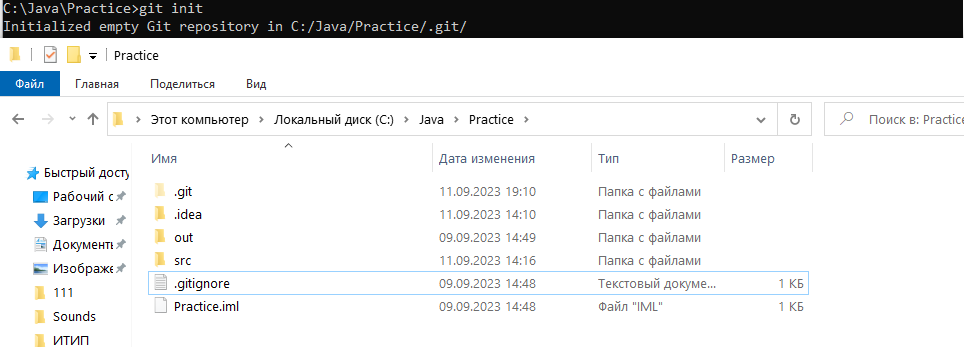 C:\Java\Practice>git init
Initialized empty Git repository in C:/Java/Practice/.git/
Practice
Файл Главная Поделиться Вид
Этот компьютер > Локальный диск (C:) > Java > Practice >
Поиск в: Practice
Имя Дата изменения Тип Размер
Быстрый досту
Рабочий с
Загрузки
Документы
Изображе
111
Sounds
ИТИП
.git 11.09.2023 19:10 Папка с файлами
.idea 11.09.2023 14:10 Папка с файлами
out 09.09.2023 14:49 Папка с файлами
src 11.09.2023 14:16 Папка с файлами
.gitignore 09.09.2023 14:48 Текстовый докуме... 1 КБ
Practice.iml 09.09.2023 14:48 Файл "IML" 1 КБ